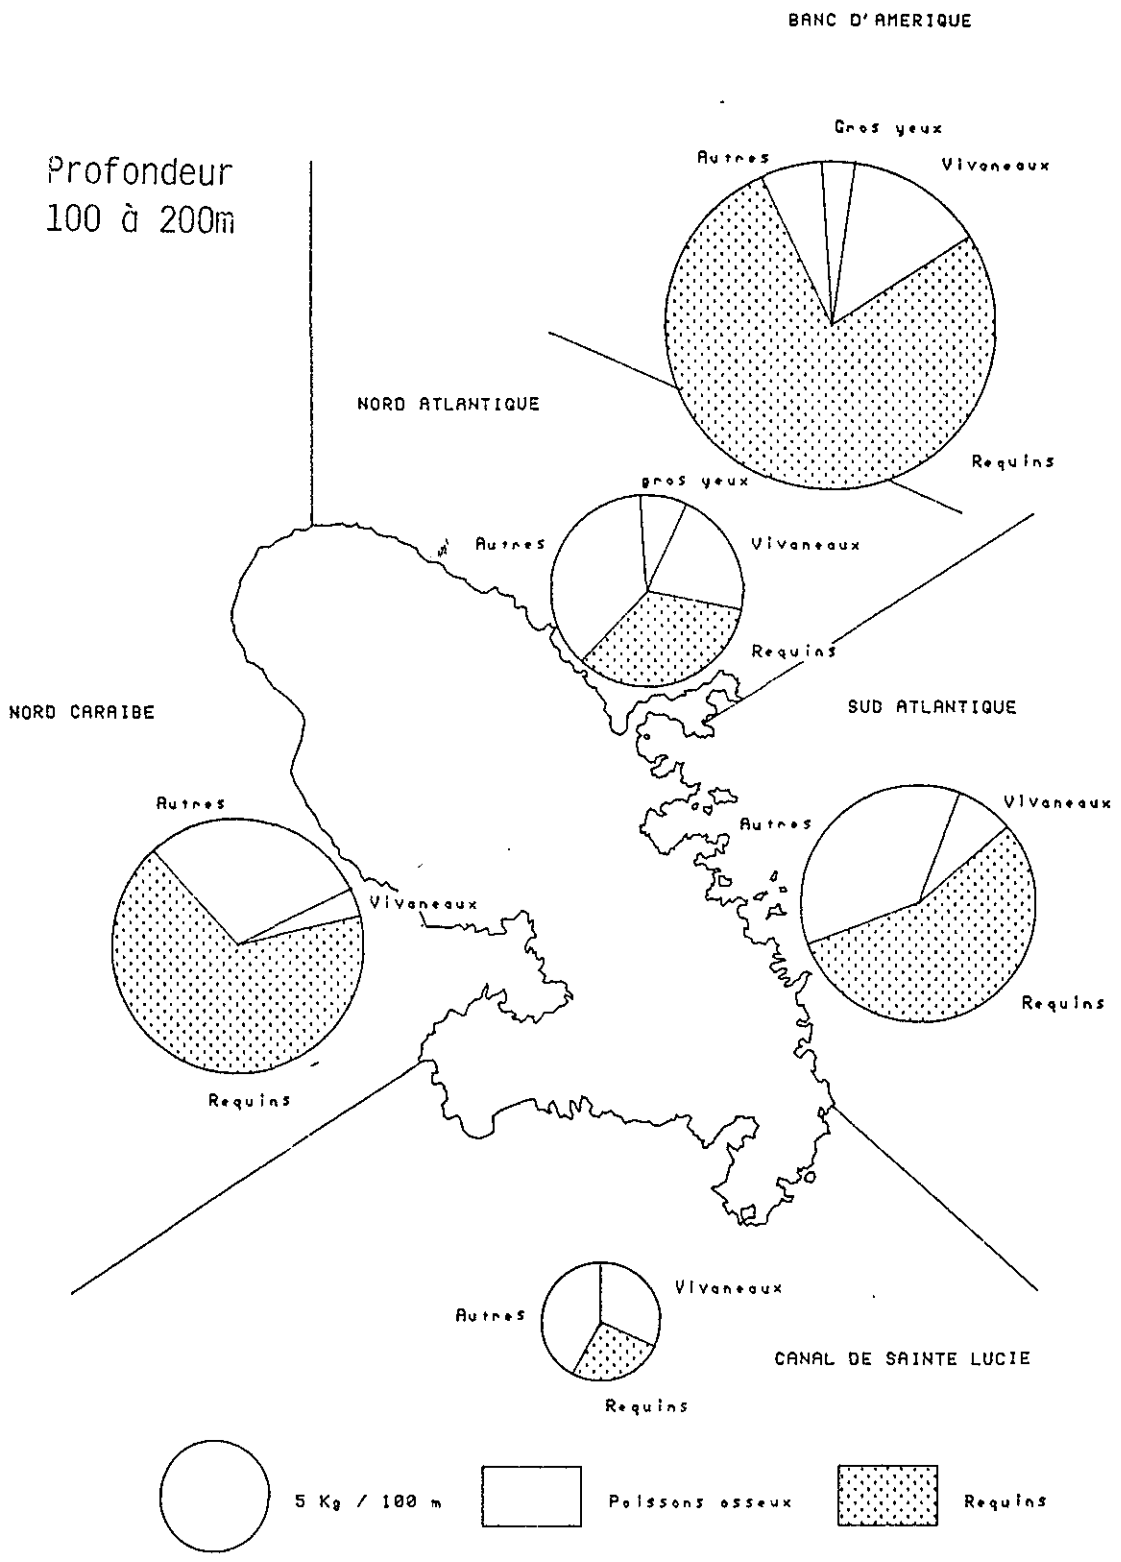 BANC D'AMERIQUE
Profondeur
100 à 200m
Gros yeux
Autres
Vivaneaux
Requins
NORD ATLANTIQUE
gros yeux
Autres
Vivaneaux
Requins
NORD CARAIBE
SUD ATLANTIQUE
Autres
Vivaneaux
Requins
Autres
Vivaneaux
Requins
Autres
Vivaneaux
Requins
CANAL DE SAINTE LUCIE
5 Kg / 100 m
Poissons osseux
Requins